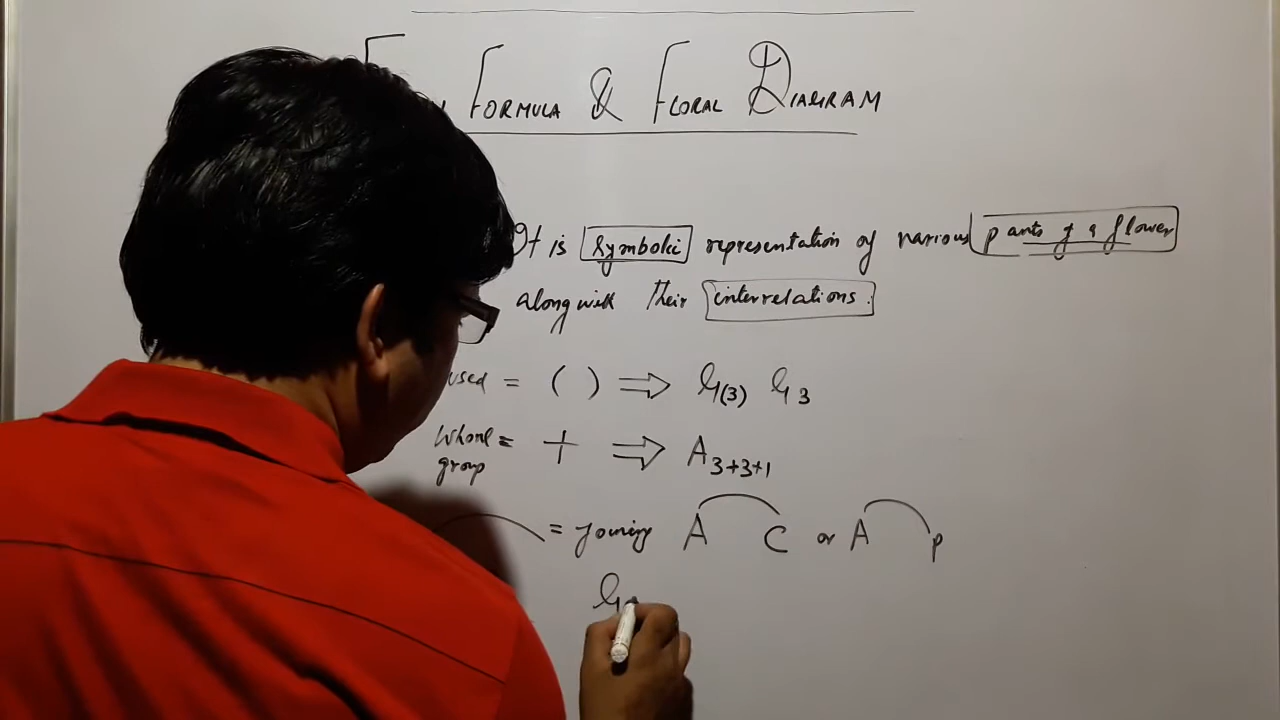 FORMULA & FLORAL DIAGRAM
It is Symbolic representation of various parts of a flower
along with their interrelations.
used = ( ) ⇒ G(3) G3
Whorl = + ⇒ A3+3+1
group
= joining A C or A P
G